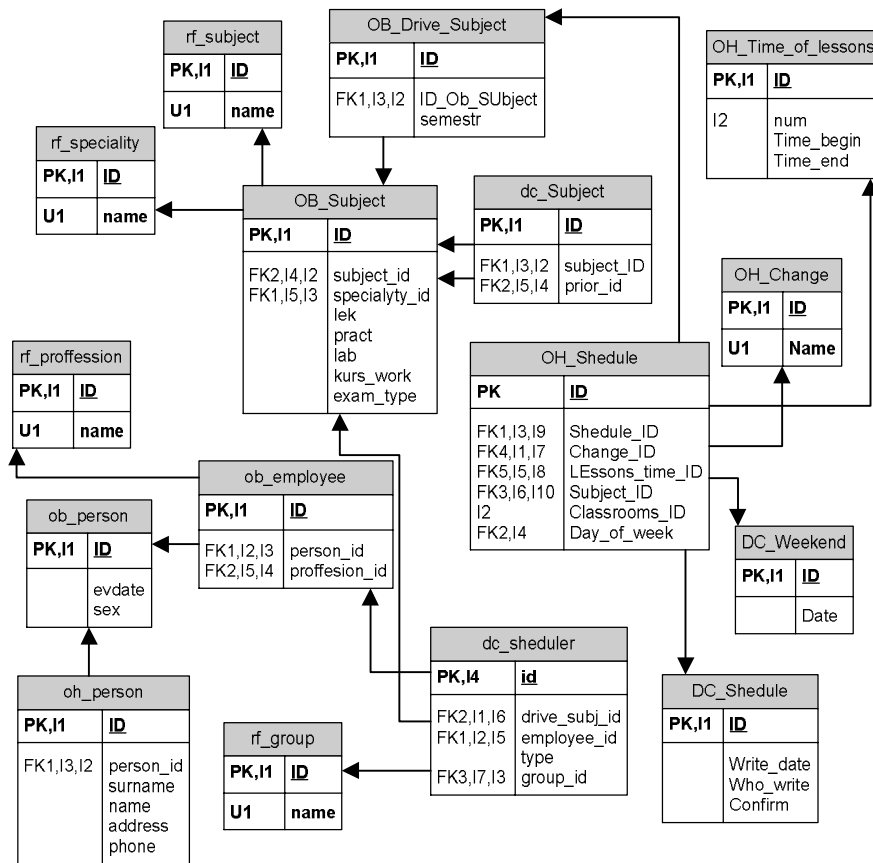 rf_subject
PK,I1 ID
U1 name
OB_Drive_Subject
PK,I1 ID
FK1,I3,I2 ID_Ob_SUbject
semestr
OH_Time_of_lessons
PK,I1 ID
I2 num
Time_begin
Time_end
rf_speciality
PK,I1 ID
U1 name
OB_Subject
PK,I1 ID
FK2,I4,I2 subject_id
FK1,I5,I3 specialyty_id
lek
pract
lab
kurs_work
exam_type
dc_Subject
PK,I1 ID
FK1,I3,I2 subject_ID
FK2,I5,I4 prior_id
OH_Change
PK,I1 ID
U1 Name
rf_proffession
PK,I1 ID
U1 name
OH_Shedule
PK ID
FK1,I3,I9 Shedule_ID
FK4,I1,I7 Change_ID
FK5,I5,I8 LEssons_time_ID
FK3,I6,I10 Subject_ID
I2 Classrooms_ID
FK2,I4 Day_of_week
ob_employee
PK,I1 ID
FK1,I2,I3 person_id
FK2,I5,I4 proffesion_id
ob_person
PK,I1 ID
evdate
sex
DC_Weekend
PK,I1 ID
Date
dc_sheduler
PK,I4 id
FK2,I1,I6 drive_subj_id
FK1,I2,I5 employee_id
type
FK3,I7,I3 group_id
oh_person
PK,I1 ID
FK1,I3,I2 person_id
surname
name
address
phone
rf_group
PK,I1 ID
U1 name
DC_Shedule
PK,I1 ID
Write_date
Who_write
Confirm